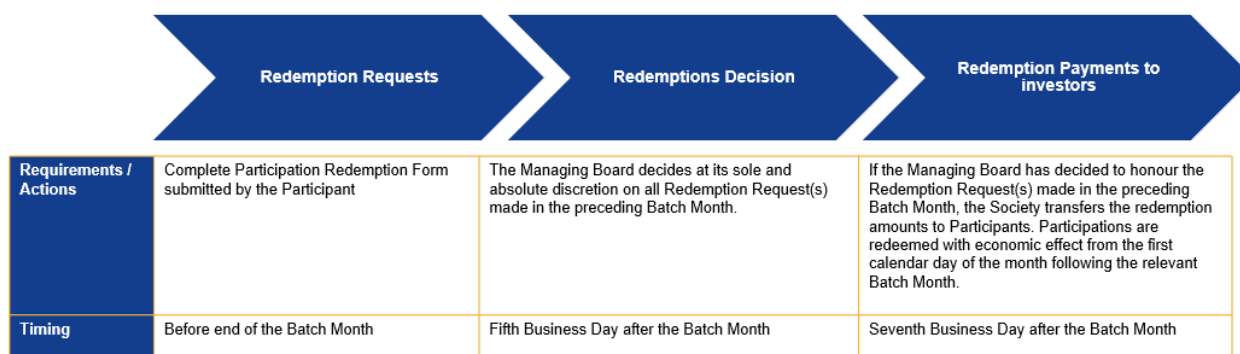 Redemption Requests
Redemptions Decision
Redemption Payments to
investors
Requirements /
Actions
Complete Participation Redemption Form
submitted by the Participant
The Managing Board decides at its sole and
absolute discretion on all Redemption Request(s)
made in the preceding Batch Month.
If the Managing Board has decided to honour the
Redemption Request(s) made in the preceding
Batch Month, the Society transfers the redemption
amounts to Participants. Participations are
redeemed with economic effect from the first
calendar day of the month following the relevant
Batch Month.
Timing
Before end of the Batch Month
Fifth Business Day after the Batch Month
Seventh Business Day after the Batch Month